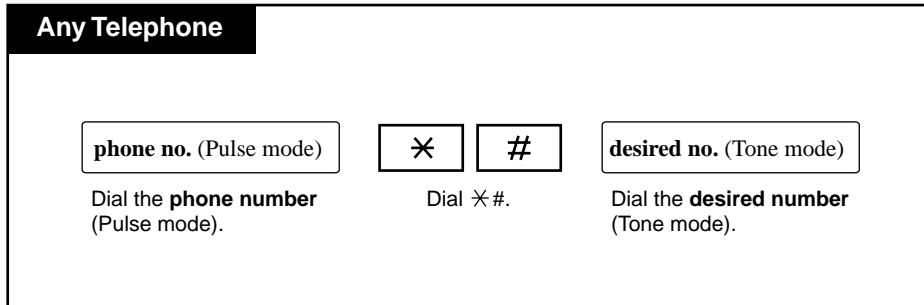 Any Telephone
phone no. (Pulse mode)
✳ #
desired no. (Tone mode)
Dial the phone number
(Pulse mode).
Dial ✳#.
Dial the desired number
(Tone mode).